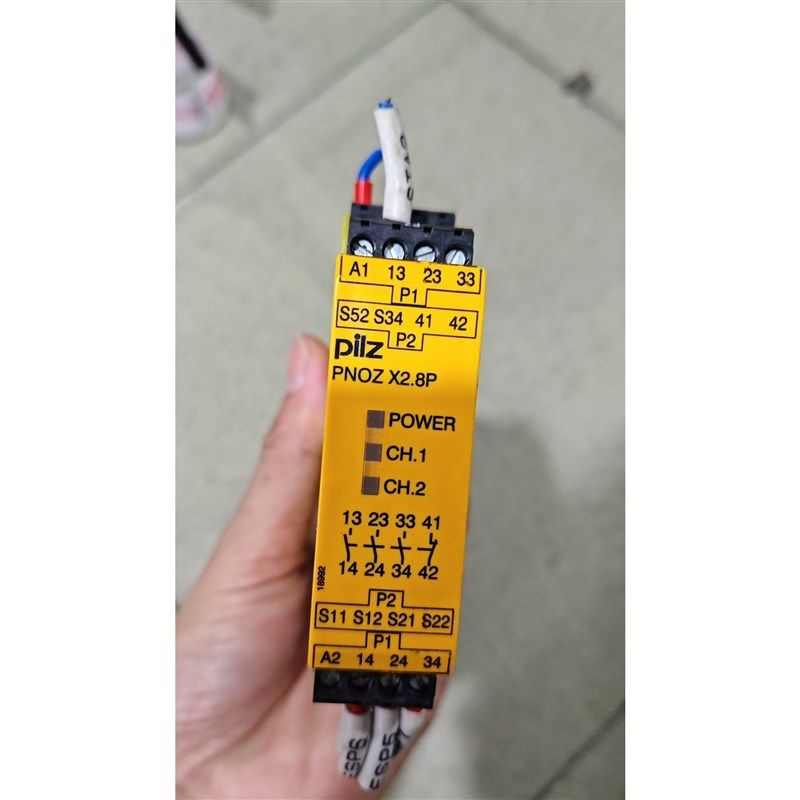 A1 13 23 33
P1
S52 S34 41 42
P2
pilz
PNOZ X2.8P
POWER
CH.1
CH.2
13 23 33 41
14 24 34 42
18992
P2
S11 S12 S21 S22
P1
A2 14 24 34
ESP6
ESP5